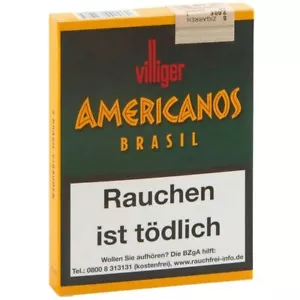 villiger
AMERICANOS
BRASIL
Rauchen
ist tödlich
Wollen Sie aufhören? Die BZgA hilft:
Tel.: 0800 8 313131 (kostenfrei), www.rauchfrei-info.de